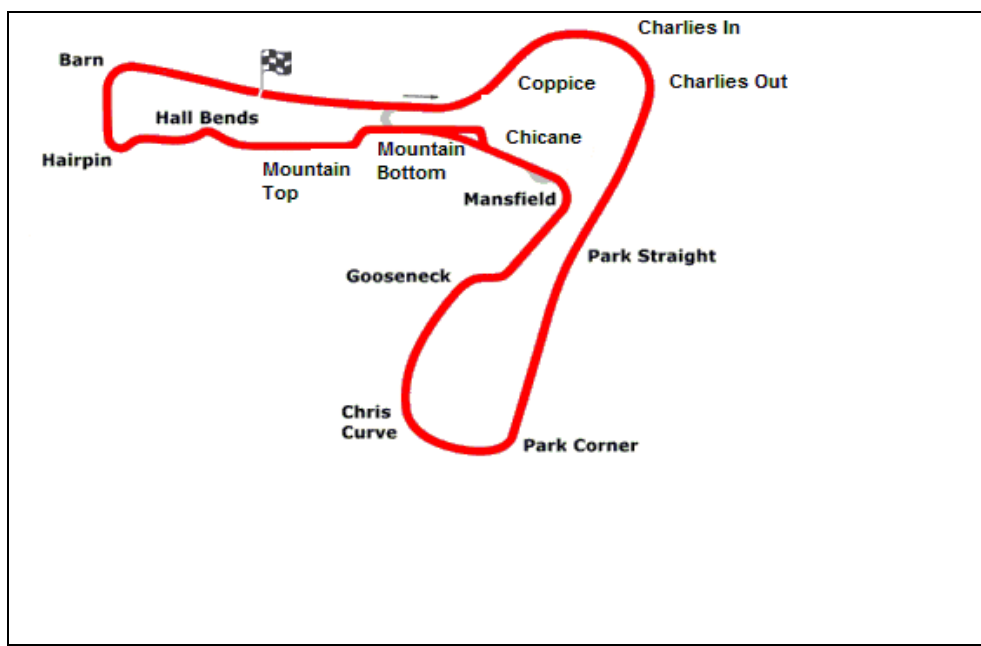 Charlies In
Barn
Coppice
Charlies Out
Hall Bends
Chicane
Hairpin
Mountain
Top
Mountain
Bottom
Mansfield
Park Straight
Gooseneck
Chris
Curve
Park Corner